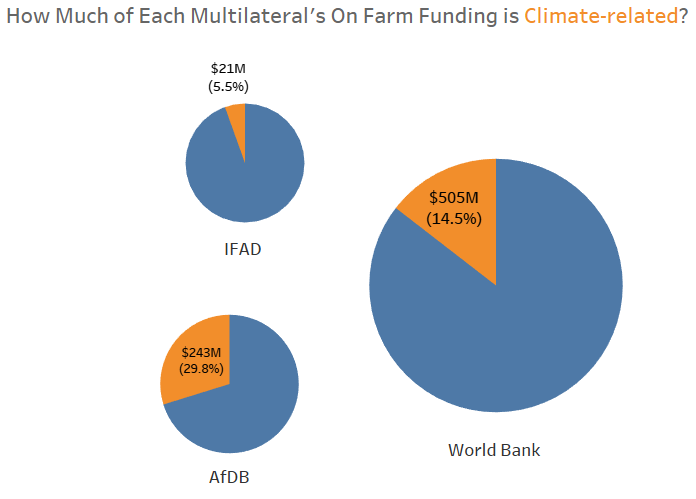 How Much of Each Multilateral's On Farm Funding is Climate-related?
$21M
(5.5%)
IFAD
$505M
(14.5%)
World Bank
$243M
(29.8%)
AfDB